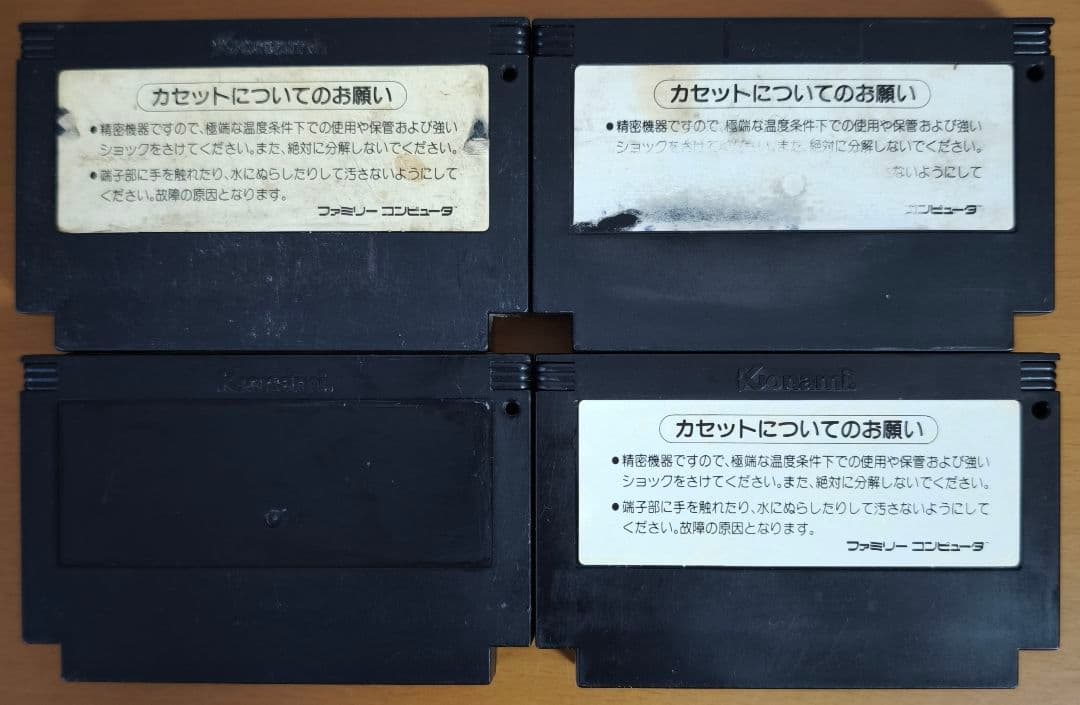 Konami
カセットについてのお願い
●精密機器ですので、極端な温度条件下での使用や保管および強い
ショックをさけてください。また、絶対に分解しないでください。
●端子部に手を触れたり、水にぬらしたりして汚さないようにして
ください。故障の原因となります。
ファミリーコンピュータ
カセットについてのお願い
●精密機器ですので、極端な温度条件下での使用や保管および強い
ショックをさけてください。また、絶対に分解しないでください。
ないようにして
コンピュータ
Konami
Konami
カセットについてのお願い
●精密機器ですので、極端な温度条件下での使用や保管および強い
ショックをさけてください。また、絶対に分解しないでください。
●端子部に手を触れたり、水にぬらしたりして汚さないようにして
ください。故障の原因となります。
ファミリーコンピュータ